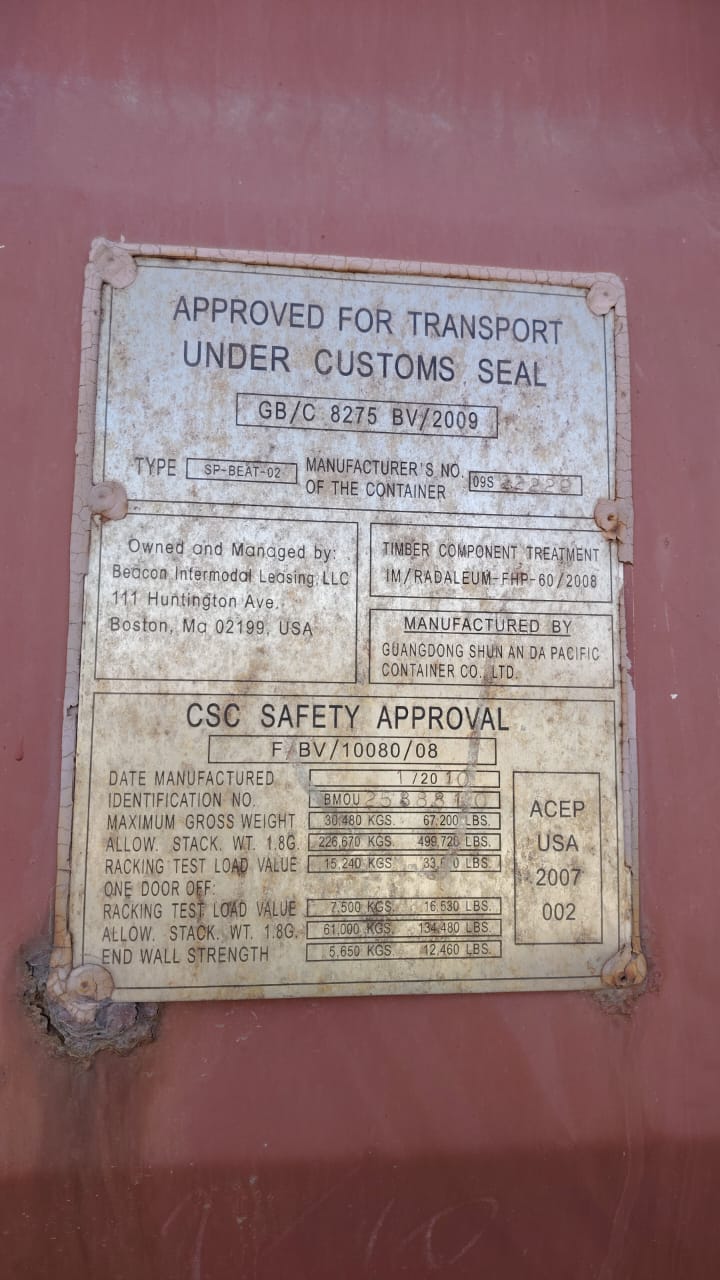 APPROVED FOR TRANSPORT
UNDER CUSTOMS SEAL
GB/C 8275 BV/2009
TYPE SP-BEAT-02
MANUFACTURER'S NO.
OF THE CONTAINER
09S
Owned and Managed by:
Beacon Intermodal Leasing, LLC
111 Huntington Ave.
Boston, Ma 02199, USA
TIMBER COMPONENT TREATMENT
IM/RADALEUM-FHP-60/2008
MANUFACTURED BY
GUANGDONG SHUN AN DA PACIFIC
CONTAINER CO., LTD.
CSC SAFETY APPROVAL
F/BV/10080/08
DATE MANUFACTURED 1/2010
IDENTIFICATION NO. BMOU
MAXIMUM GROSS WEIGHT 30,480 KGS. 67,200 LBS.
ALLOW. STACK. WT. 1.8G. 226,670 KGS. 499,720 LBS.
RACKING TEST LOAD VALUE 15,240 KGS. LBS.
ONE DOOR OFF:
RACKING TEST LOAD VALUE 7,500 KGS. 16,530 LBS.
ALLOW. STACK. WT. 1.8G. 61,000 KGS. 134,480 LBS.
END WALL STRENGTH 5,650 KGS. 12,460 LBS.
ACEP
USA
2007
002